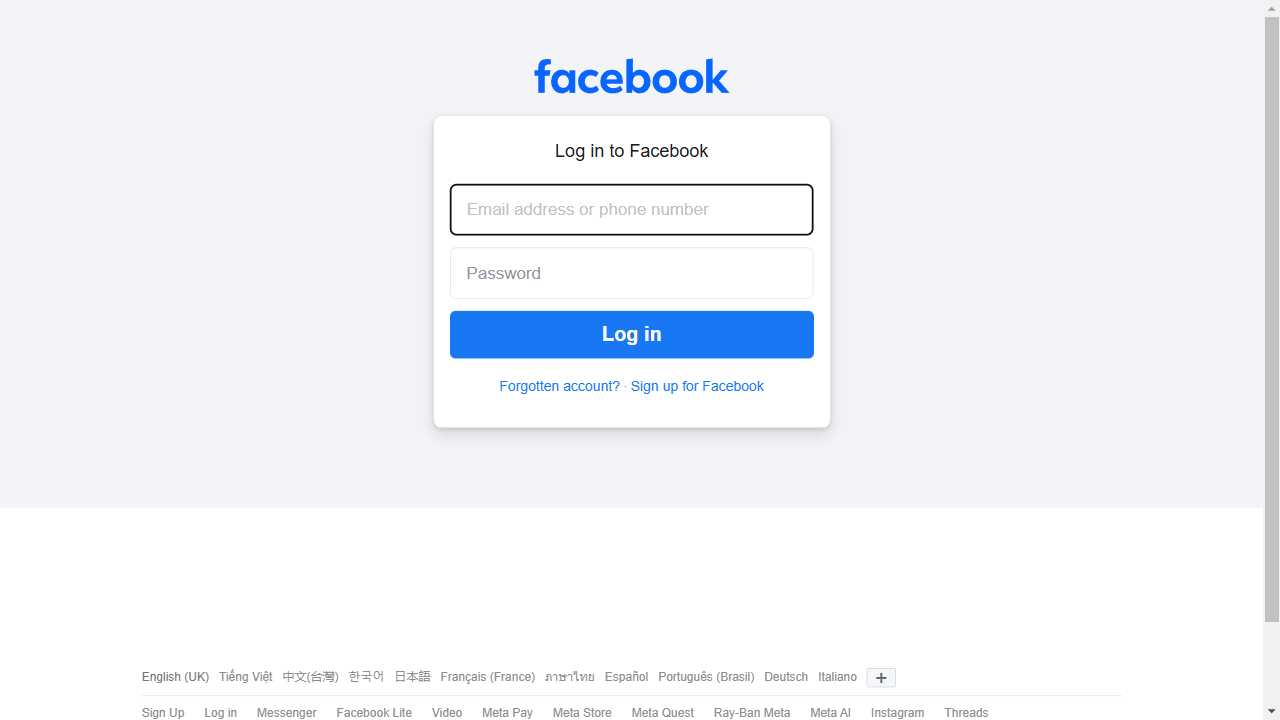 facebook
Log in to Facebook
Email address or phone number
Password
Log in
Forgotten account? · Sign up for Facebook
English (UK) Tiếng Việt 中文(台灣) 한국어 日本語 Français (France) ภาษาไทย Español Português (Brasil) Deutsch Italiano
Sign Up Log in Messenger Facebook Lite Video Meta Pay Meta Store Meta Quest Ray-Ban Meta Meta AI Instagram Threads